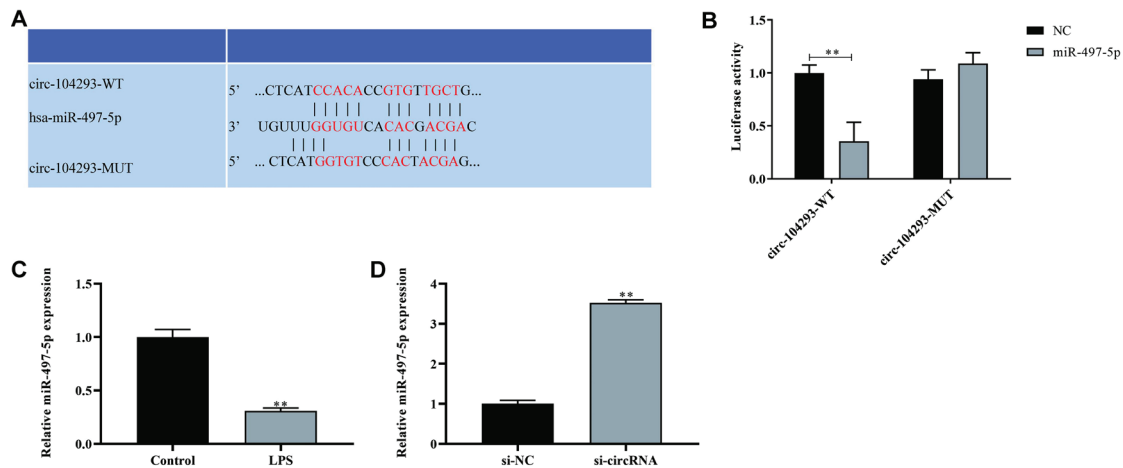 A
circ-104293-WT
5’ ...CTCATCCACACCGTGTTGCTG...
hsa-miR-497-5p
3’ UGUUUGGUGUCACACGACGAC
circ-104293-MUT
5’ ...CTCATGGTGTCCCACTACGAG...
B
Luciferase activity
1.5
1.0
0.5
0.0
**
circ-104293-WT
circ-104293-MUT
NC
miR-497-5p
C
Relative miR-497-5p expression
1.5
1.0
0.5
0.0
**
Control LPS
D
Relative miR-497-5p expression
4
3
2
1
0
**
si-NC si-circRNA